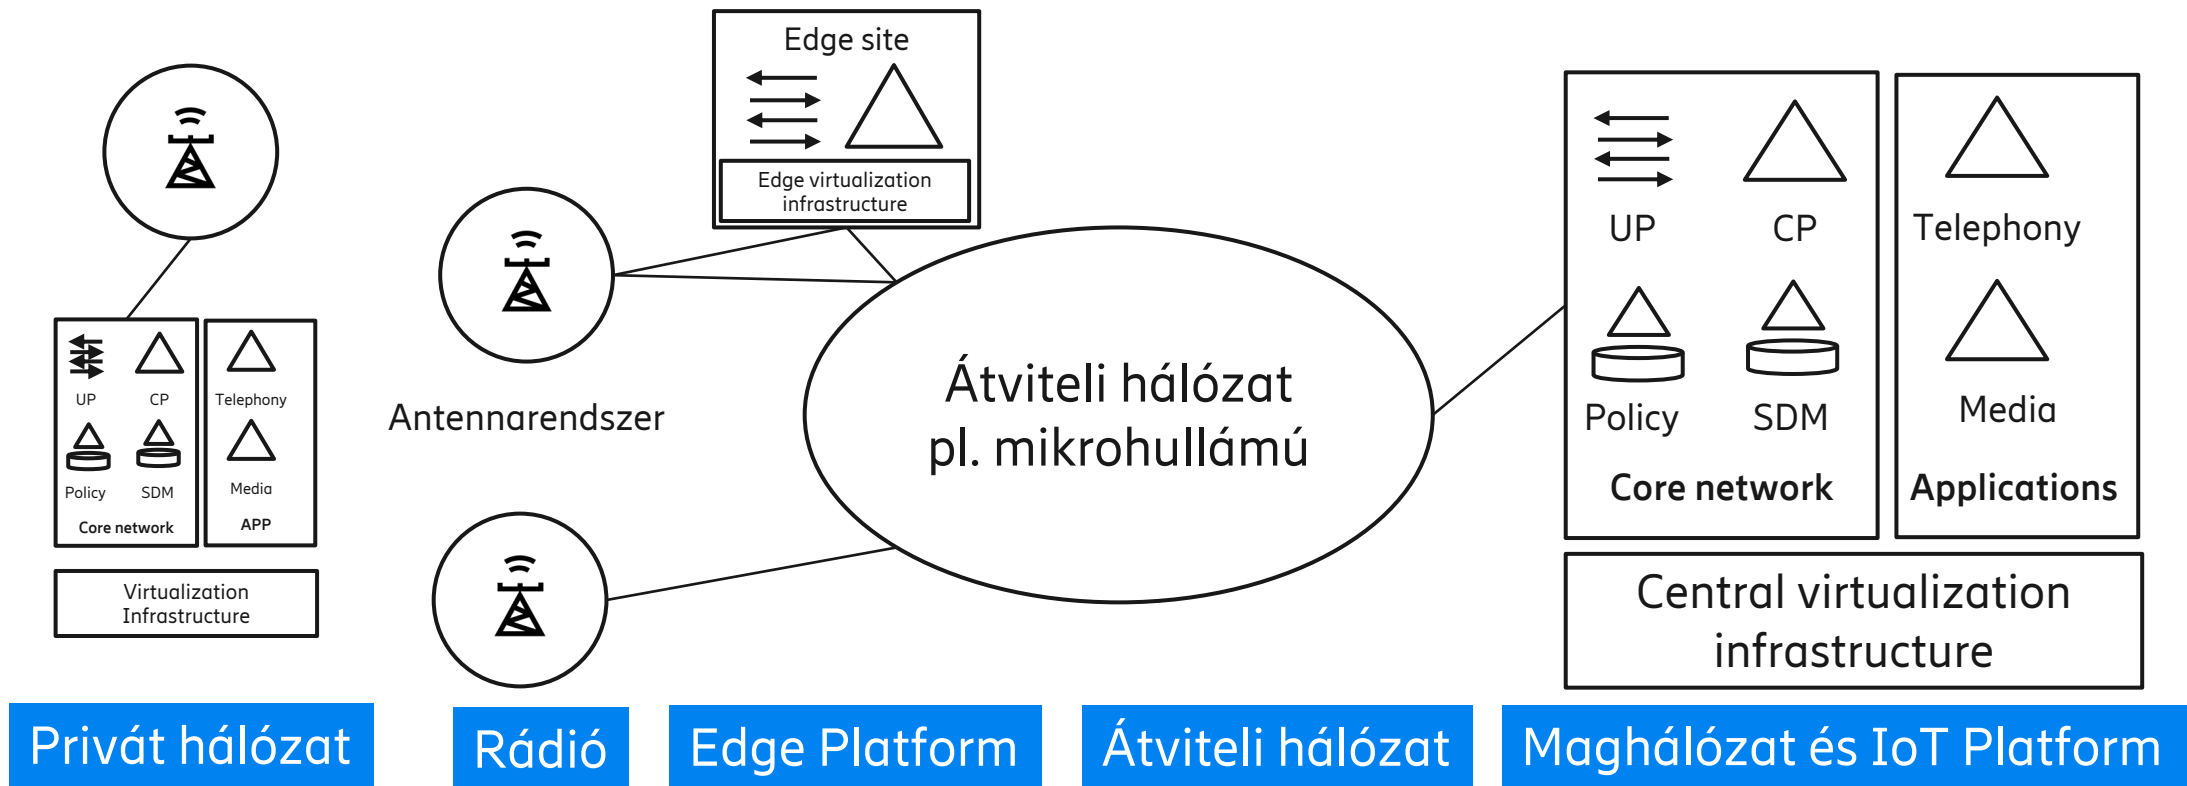 Edge site
Edge virtualization
infrastructure
UP
CP
Telephony
Policy
SDM
Media
Core network
APP
Virtualization
Infrastructure
Antennarendszer
Átviteli hálózat
pl. mikrohullámú
UP
CP
Telephony
Policy
SDM
Media
Core network
Applications
Central virtualization
infrastructure
Privát hálózat
Rádió
Edge Platform
Átviteli hálózat
Maghálózat és IoT Platform